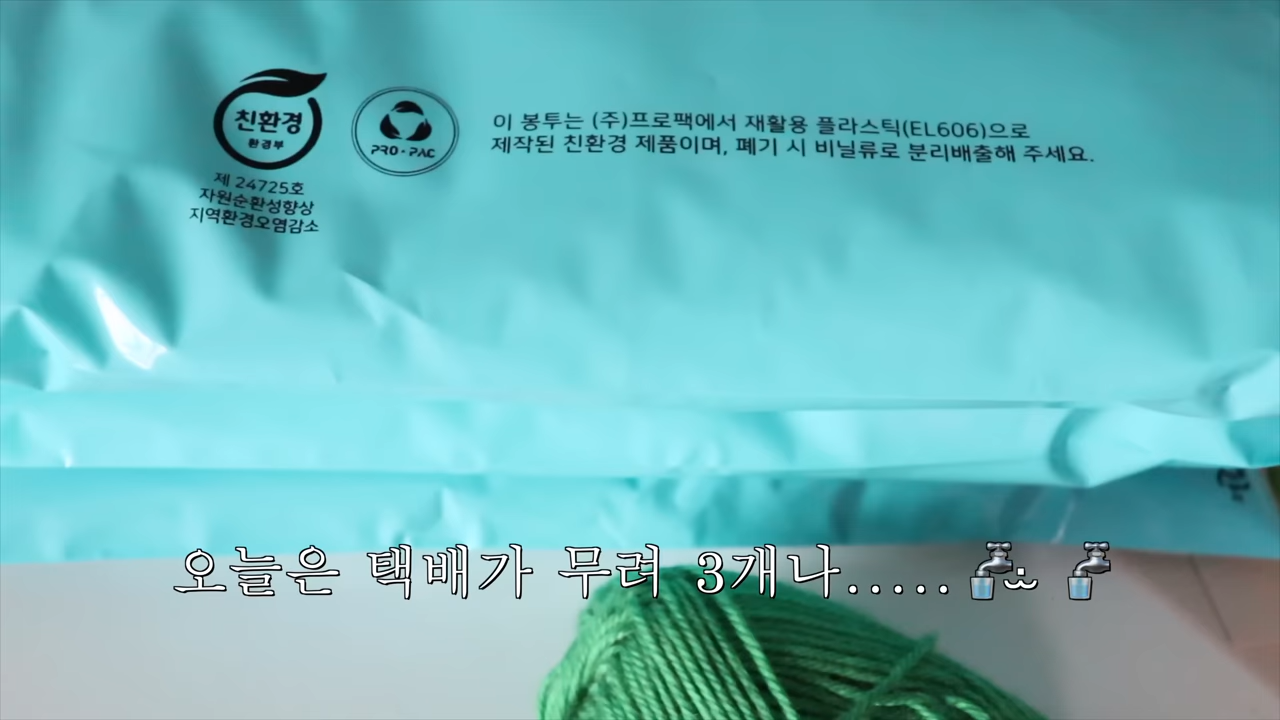 친환경
환경부
제 24725호
자원순환성향상
지역환경오염감소
PRO-PAC
이 봉투는 (주)프로팩에서 재활용 플라스틱(EL606)으로
제작된 친환경 제품이며, 폐기 시 비닐류로 분리배출해 주세요.
오늘은 택배가 무려 3개나.....🚰ㅠ 🚰